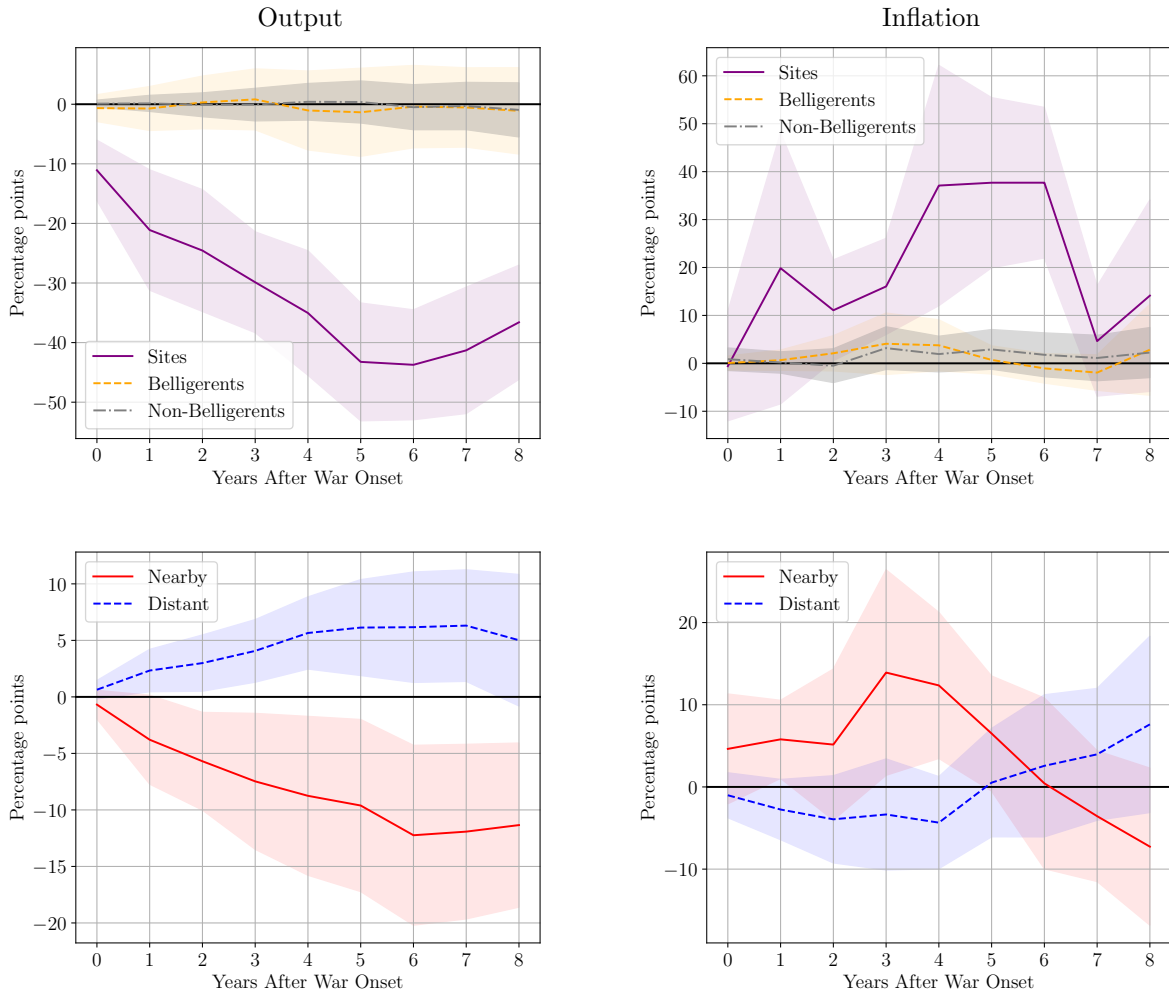 Output
Inflation
Percentage points
0
−10
−20
−30
−40
−50
Sites
Belligerents
Non-Belligerents
0 1 2 3 4 5 6 7 8
Years After War Onset
Percentage points
60
50
40
30
20
10
0
−10
Sites
Belligerents
Non-Belligerents
0 1 2 3 4 5 6 7 8
Years After War Onset
Percentage points
10
5
0
−5
−10
−15
−20
Nearby
Distant
0 1 2 3 4 5 6 7 8
Years After War Onset
Percentage points
20
10
0
−10
Nearby
Distant
0 1 2 3 4 5 6 7 8
Years After War Onset